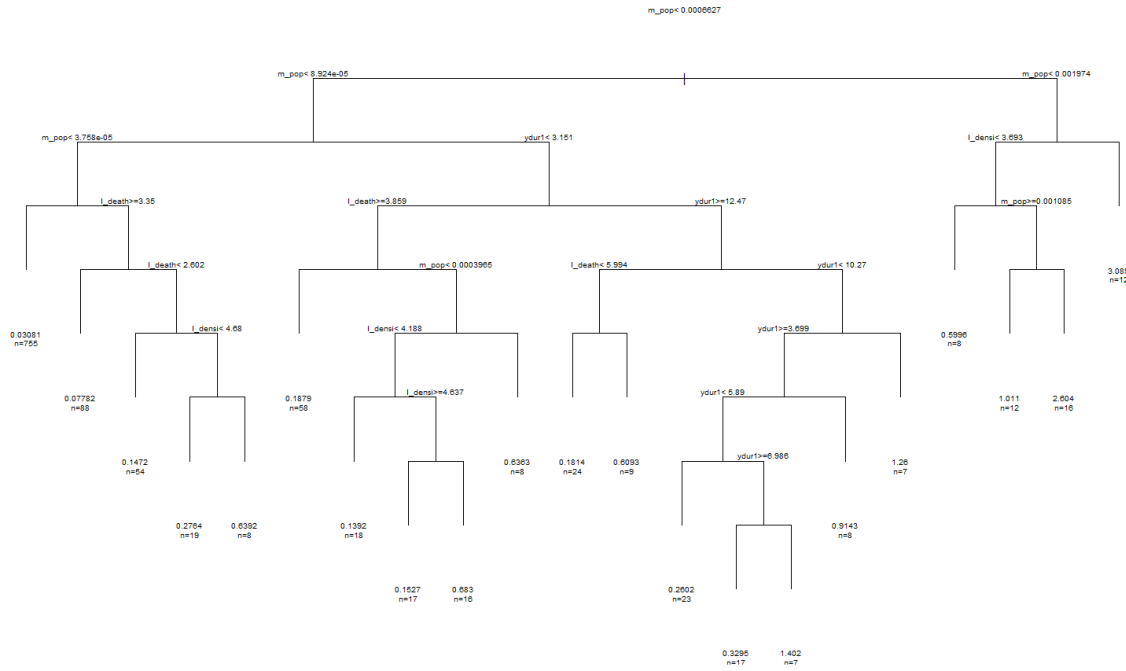 m_pop< 0.0006627
m_pop< 8.924e-05
m_pop< 0.001974
m_pop< 3.758e-05
ydur1< 3.151
l_densi< 3.693
l_death>=3.35
l_death>=3.859
ydur1>=12.47
m_pop>=0.001085
l_death< 2.602
m_pop< 0.0003965
l_death< 5.994
ydur1< 10.27
3.089
n=12
0.03081
n=755
l_densi< 4.68
l_densi< 4.188
ydur1>=3.699
0.5996
n=8
0.07782
n=88
0.1879
n=58
l_densi>=4.637
ydur1< 5.89
1.011
n=12
2.604
n=16
0.1472
n=54
0.6363
n=8
0.1814
n=24
0.6093
n=9
ydur1>=6.986
1.26
n=7
0.2764
n=19
0.6392
n=8
0.1392
n=18
0.9143
n=8
0.1527
n=17
0.683
n=16
0.2602
n=23
0.3295
n=17
1.402
n=7